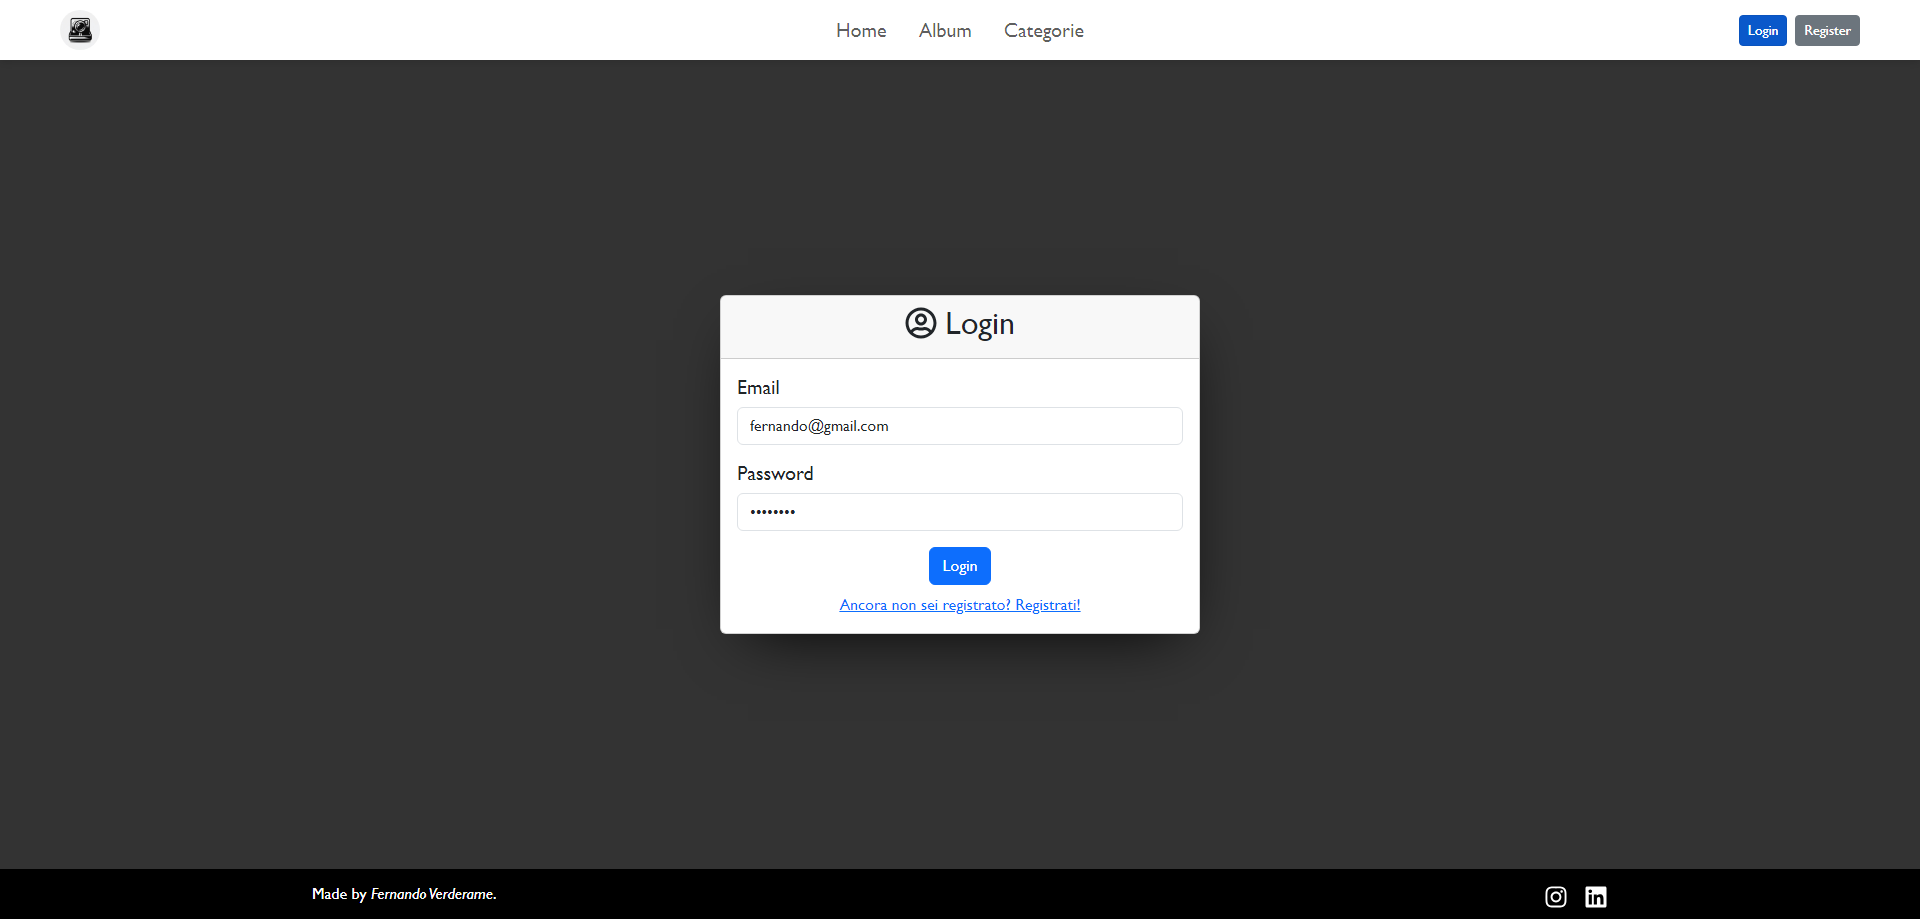 Home Album Categorie Login Register
Login
Email
fernando@gmail.com
Password
••••••••
Login
Ancora non sei registrato? Registrati!
Made by Fernando Verderame.